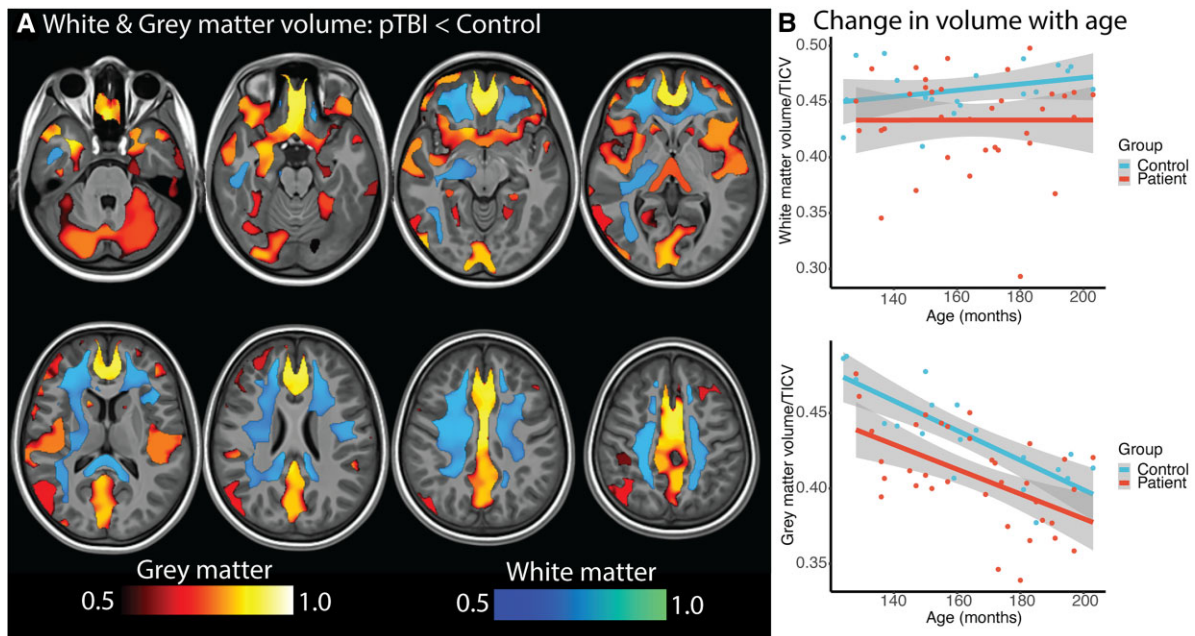 A White & Grey matter volume: pTBI < Control
Grey matter
0.5 1.0
White matter
0.5 1.0
B Change in volume with age
White matter volume/TICV
0.50
0.45
0.40
0.35
0.30
140 160 180 200
Age (months)
Group
Control
Patient
Grey matter volume/TICV
0.45
0.40
0.35
140 160 180 200
Age (months)
Group
Control
Patient